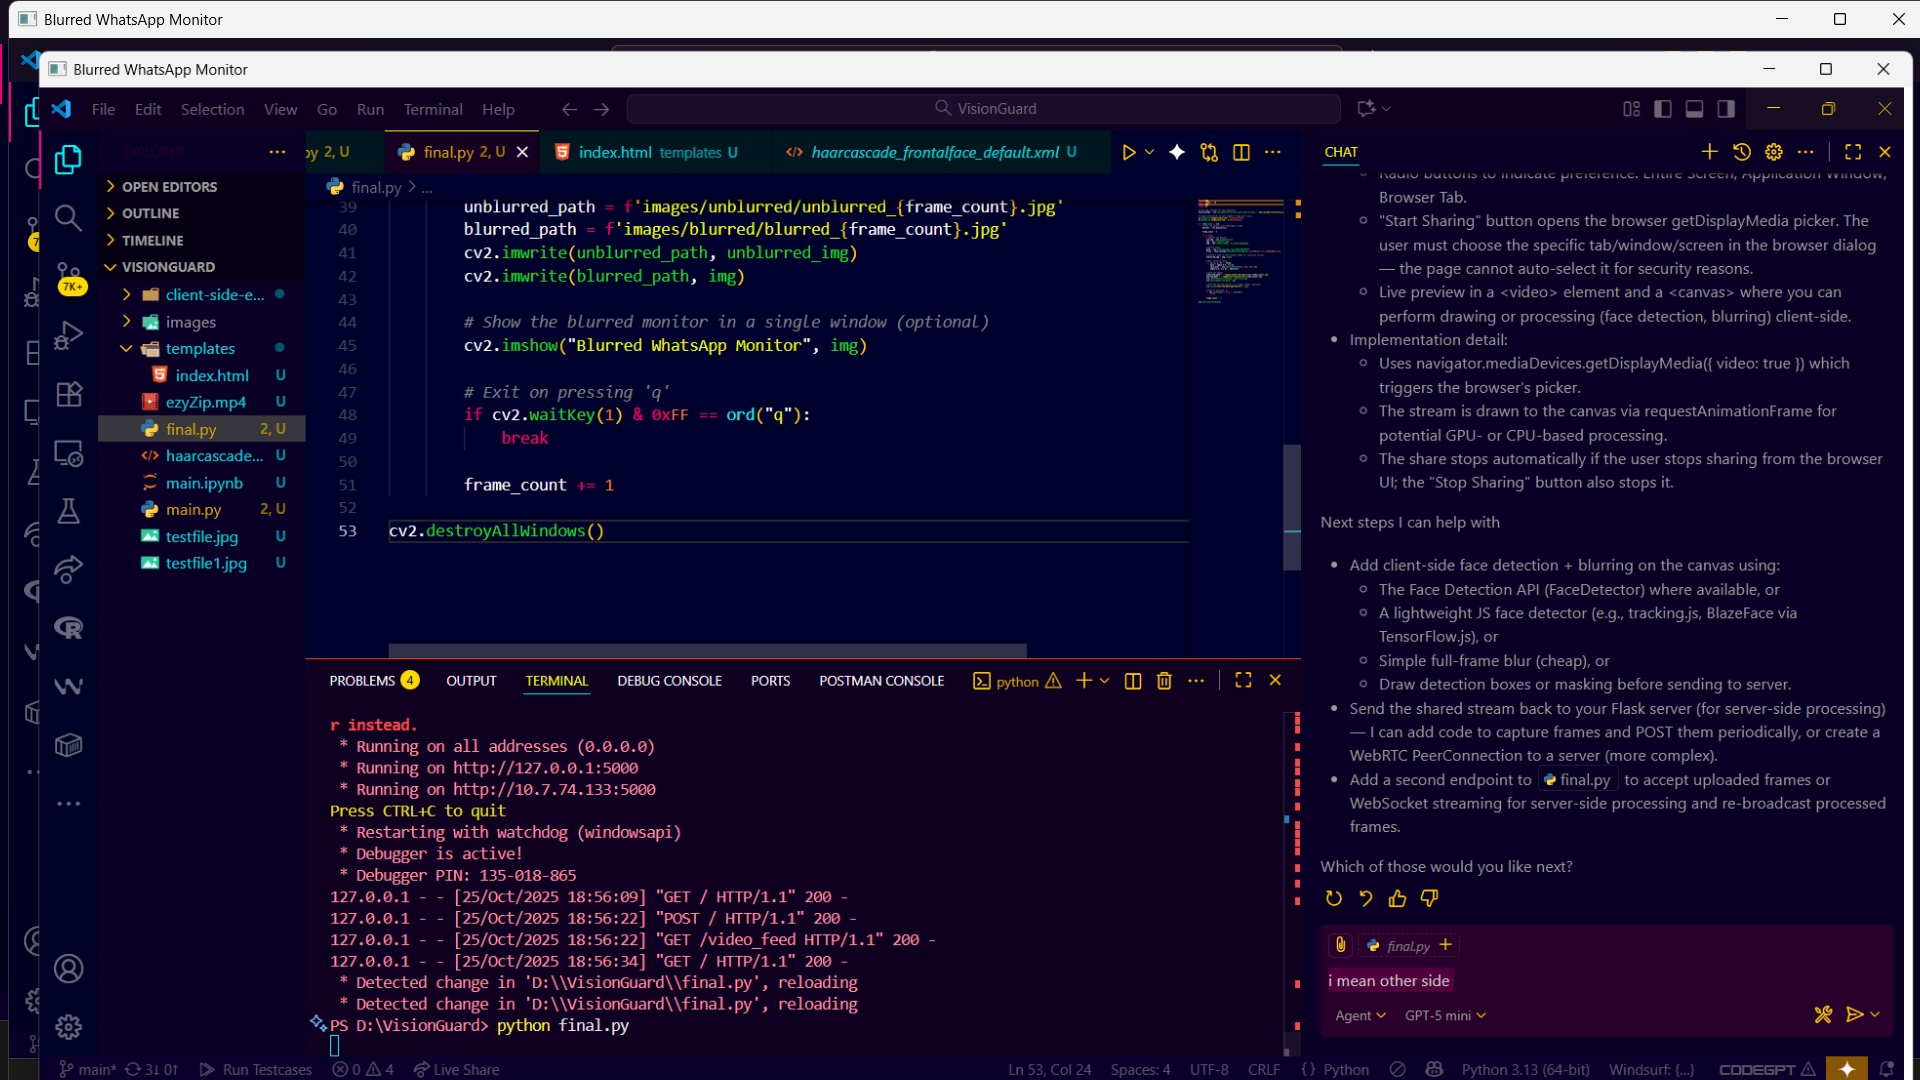 Blurred WhatsApp Monitor
Blurred WhatsApp Monitor
File Edit Selection View Go Run Terminal Help
VisionGuard
EXPLORER
OPEN EDITORS
OUTLINE
TIMELINE
VISIONGUARD
client-side-e...
images
templates
index.html U
ezyZip.mp4 U
final.py 2, U
haarcascade... U
main.ipynb U
main.py 2, U
testfile.jpg U
testfile1.jpg U
7K+
py 2, U
final.py 2, U
index.html templates U
haarcascade_frontalface_default.xml U
final.py > ...
39 unblurred_path = f'images/unblurred/unblurred_{frame_count}.jpg'
40 blurred_path = f'images/blurred/blurred_{frame_count}.jpg'
41 cv2.imwrite(unblurred_path, unblurred_img)
42 cv2.imwrite(blurred_path, img)
43
44 # Show the blurred monitor in a single window (optional)
45 cv2.imshow("Blurred WhatsApp Monitor", img)
46
47 # Exit on pressing 'q'
48 if cv2.waitKey(1) & 0xFF == ord("q"):
49 break
50
51 frame_count += 1
52
53 cv2.destroyAllWindows()
PROBLEMS 4 OUTPUT TERMINAL DEBUG CONSOLE PORTS POSTMAN CONSOLE python
r instead.
* Running on all addresses (0.0.0.0)
* Running on http://127.0.0.1:5000
* Running on http://10.7.74.133:5000
Press CTRL+C to quit
* Restarting with watchdog (windowsapi)
* Debugger is active!
* Debugger PIN: 135-018-865
127.0.0.1 - - [25/Oct/2025 18:56:09] "GET / HTTP/1.1" 200 -
127.0.0.1 - - [25/Oct/2025 18:56:22] "POST / HTTP/1.1" 200 -
127.0.0.1 - - [25/Oct/2025 18:56:22] "GET /video_feed HTTP/1.1" 200 -
127.0.0.1 - - [25/Oct/2025 18:56:34] "GET / HTTP/1.1" 200 -
* Detected change in 'D:\\VisionGuard\\final.py', reloading
* Detected change in 'D:\\VisionGuard\\final.py', reloading
PS D:\VisionGuard> python final.py
CHAT
Radio buttons to indicate preference: Entire Screen, Application Window,
Browser Tab.
"Start Sharing" button opens the browser getDisplayMedia picker. The
user must choose the specific tab/window/screen in the browser dialog
— the page cannot auto-select it for security reasons.
Live preview in a <video> element and a <canvas> where you can
perform drawing or processing (face detection, blurring) client-side.
Implementation detail:
Uses navigator.mediaDevices.getDisplayMedia({ video: true }) which
triggers the browser's picker.
The stream is drawn to the canvas via requestAnimationFrame for
potential GPU- or CPU-based processing.
The share stops automatically if the user stops sharing from the browser
UI; the "Stop Sharing" button also stops it.
Next steps I can help with
Add client-side face detection + blurring on the canvas using:
The Face Detection API (FaceDetector) where available, or
A lightweight JS face detector (e.g., tracking.js, BlazeFace via
TensorFlow.js), or
Simple full-frame blur (cheap), or
Draw detection boxes or masking before sending to server.
Send the shared stream back to your Flask server (for server-side processing)
— I can add code to capture frames and POST them periodically, or create a
WebRTC PeerConnection to a server (more complex).
Add a second endpoint to final.py to accept uploaded frames or
WebSocket streaming for server-side processing and re-broadcast processed
frames.
Which of those would you like next?
final.py
i mean other side
Agent GPT-5 mini
main* 3↓ 0↑ Run Testcases 0 4 Live Share Ln 53, Col 24 Spaces: 4 UTF-8 CRLF {} Python Python 3.13 (64-bit) Windsurf: {...} CODEGPT